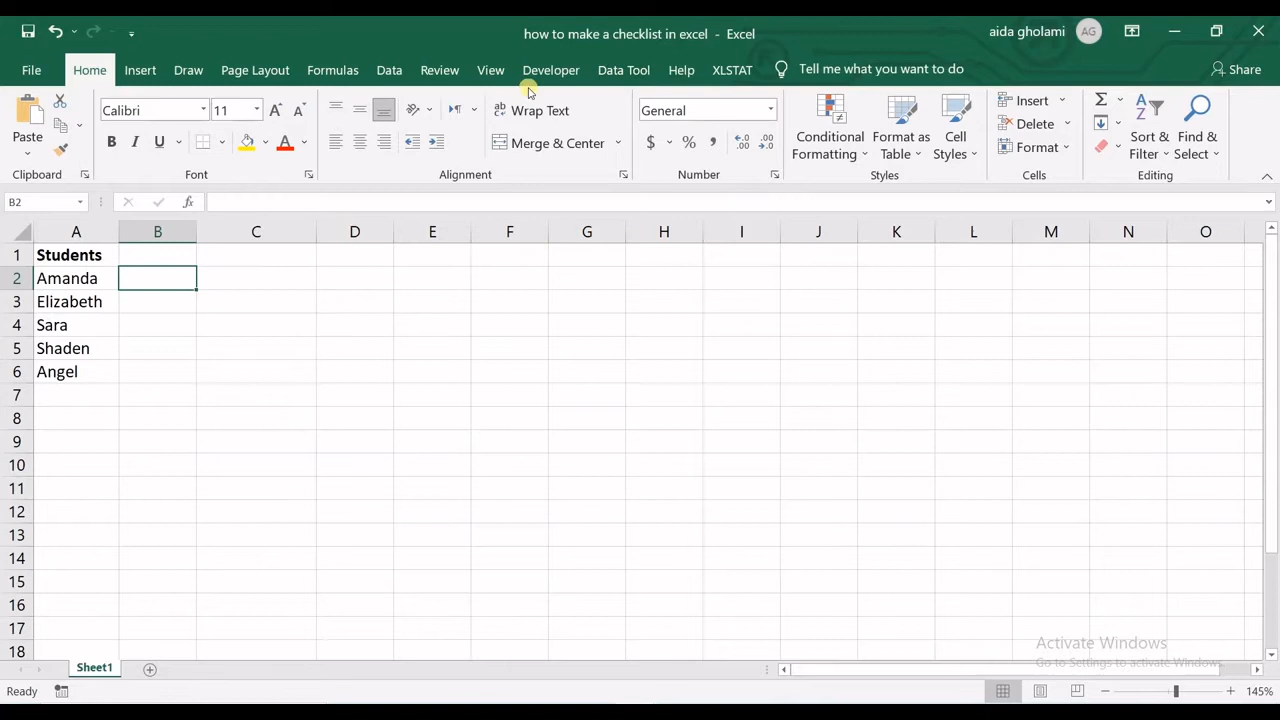 how to make a checklist in excel - Excel
aida gholami AG
File Home Insert Draw Page Layout Formulas Data Review View Developer Data Tool Help XLSTAT Tell me what you want to do Share
Paste
Calibri 11
B I U
Wrap Text
Merge & Center
General
$ % ,
Conditional Formatting
Format as Table
Cell Styles
Insert
Delete
Format
Sort & Filter
Find & Select
Clipboard Font Alignment Number Styles Cells Editing
B2 fx
A B C D E F G H I J K L M N O
1 Students
2 Amanda
3 Elizabeth
4 Sara
5 Shaden
6 Angel
7
8
9
10
11
12
13
14
15
16
17
18
Activate Windows
Go to Settings to activate Windows.
Sheet1
Ready
145%